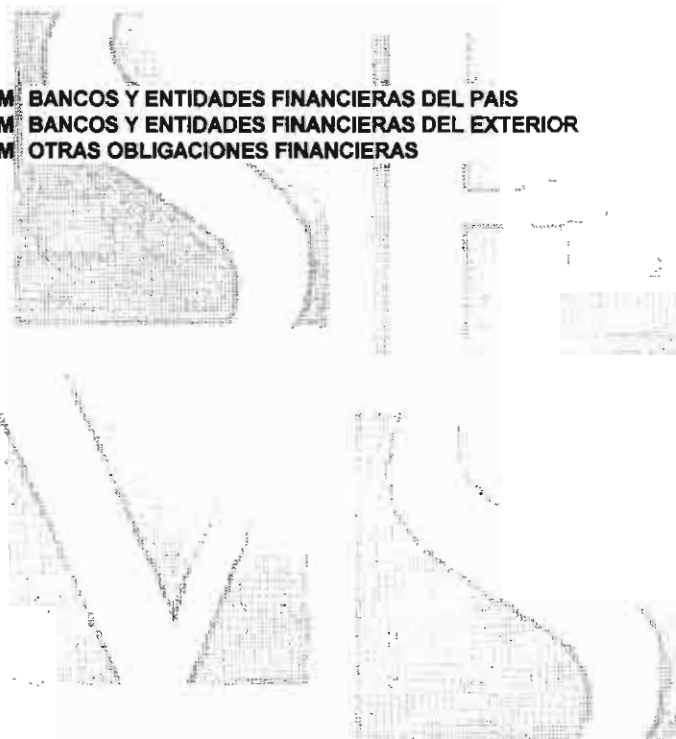 M BANCOS Y ENTIDADES FINANCIERAS DEL PAIS
M BANCOS Y ENTIDADES FINANCIERAS DEL EXTERIOR
M OTRAS OBLIGACIONES FINANCIERAS